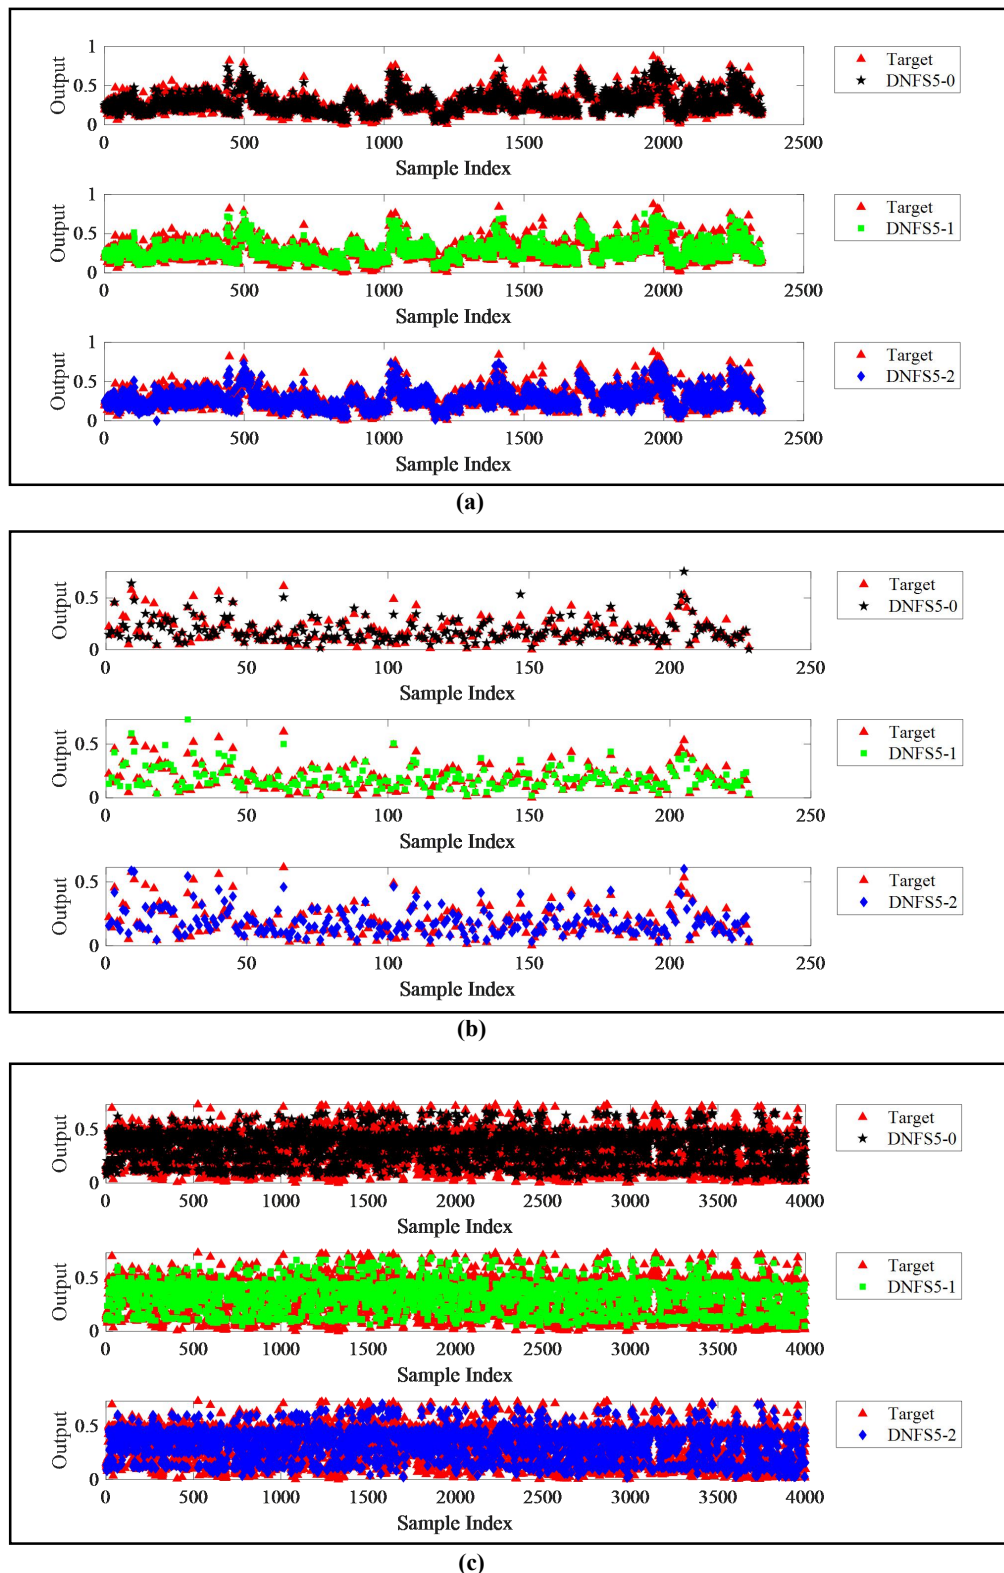 1
0.5
0
Output
0
500
1000
1500
2000
2500
Sample Index
Target
DNFS5-0
1
0.5
0
Output
0
500
1000
1500
2000
2500
Sample Index
Target
DNFS5-1
1
0.5
0
Output
0
500
1000
1500
2000
2500
Sample Index
Target
DNFS5-2
(a)
0.5
0
Output
0
50
100
150
200
250
Sample Index
Target
DNFS5-0
0.5
0
Output
0
50
100
150
200
250
Sample Index
Target
DNFS5-1
0.5
0
Output
0
50
100
150
200
250
Sample Index
Target
DNFS5-2
(b)
0.5
0
Output
0
500
1000
1500
2000
2500
3000
3500
4000
Sample Index
Target
DNFS5-0
0.5
0
Output
0
500
1000
1500
2000
2500
3000
3500
4000
Sample Index
Target
DNFS5-1
0.5
0
Output
0
500
1000
1500
2000
2500
3000
3500
4000
Sample Index
Target
DNFS5-2
(c)